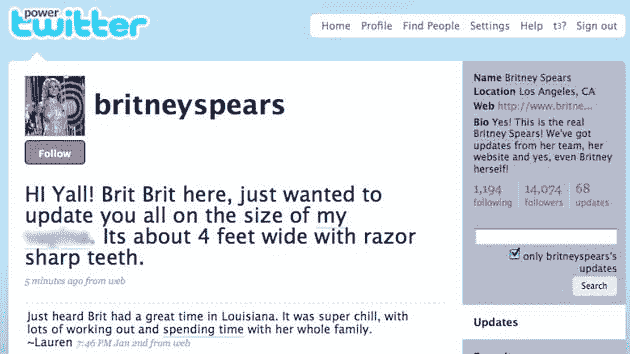 power
twitter
Home Profile Find People Settings Help t3? Sign out
britneyspears
Follow
HI Yall! Brit Brit here, just wanted to
update you all on the size of my
. Its about 4 feet wide with razor
sharp teeth.
5 minutes ago from web
Just heard Brit had a great time in Louisiana. It was super chill, with
lots of working out and spending time with her whole family.
~Lauren 7:46 PM Jan 2nd from web
Name Britney Spears
Location Los Angeles, CA
Web http://www.britne...
Bio Yes! This is the real
Britney Spears! We've got
updates from her team, her
website and yes, even Britney
herself!
1,194 14,074 68
following followers updates
only britneyspears's
updates
Search
Updates